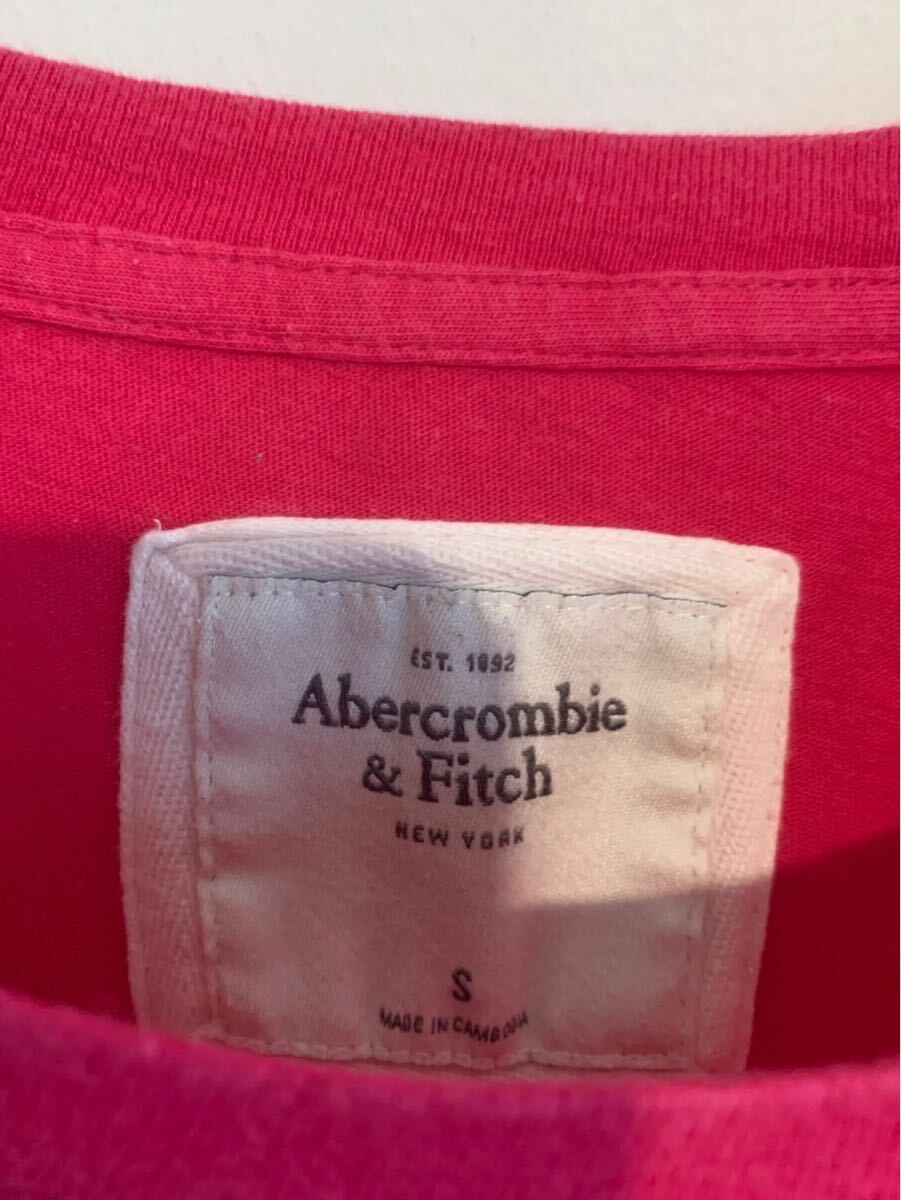 EST. 1892
Abercrombie
& Fitch
NEW YORK
S
MADE IN CAMBODIA